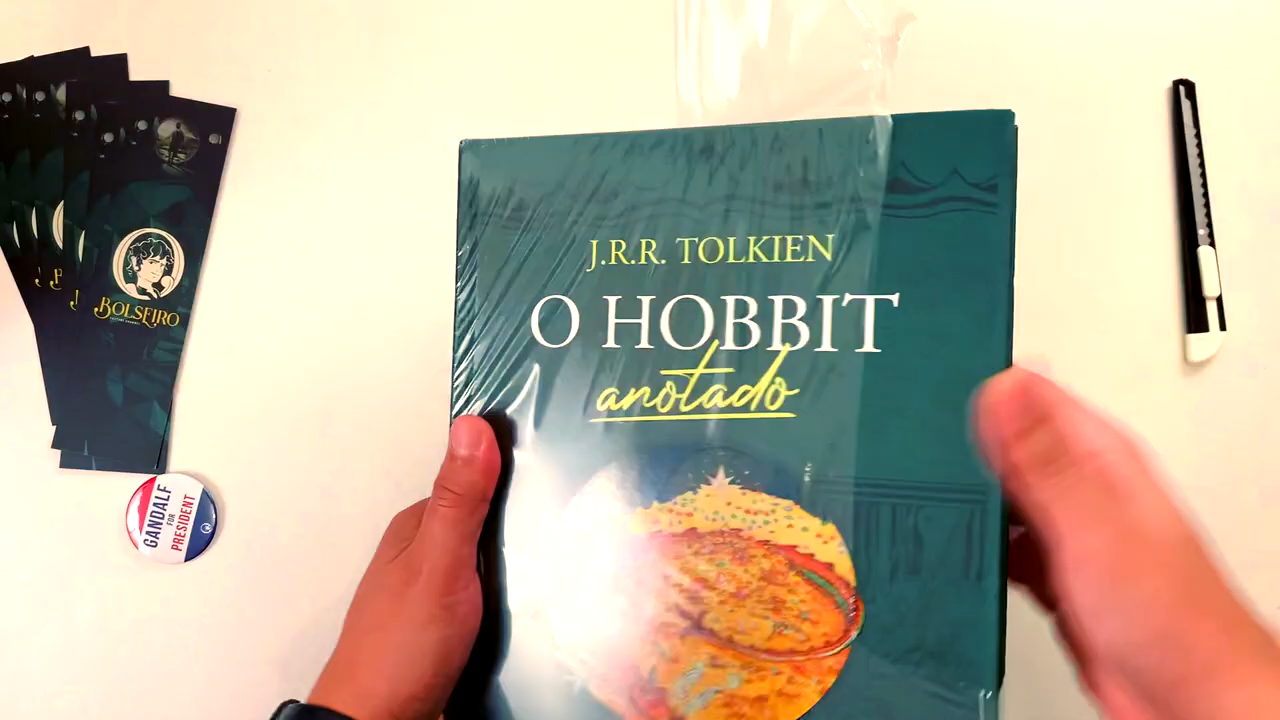 J.R.R. TOLKIEN
O HOBBIT
anotado
BOLSEIRO
GANDALF
FOR
PRESIDENT